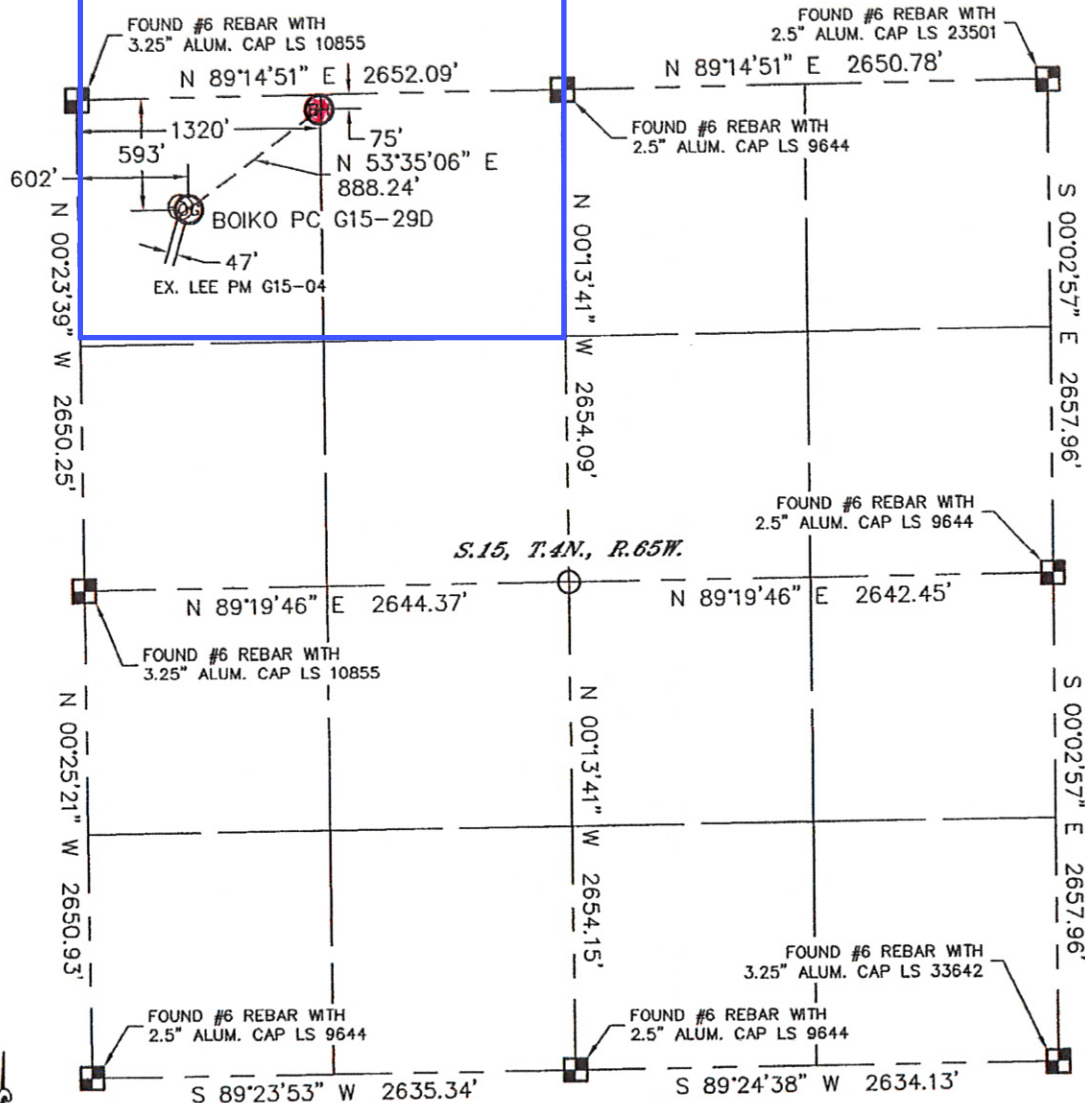 FOUND #6 REBAR WITH
3.25" ALUM. CAP LS 10855
FOUND #6 REBAR WITH
2.5" ALUM. CAP LS 23501
N 89°14'51" E 2652.09'
N 89°14'51" E 2650.78'
FOUND #6 REBAR WITH
2.5" ALUM. CAP LS 9644
1320'
75'
593'
N 53°35'06" E
888.24'
602'
BOIKO PC G15-29D
47'
EX. LEE PM G15-04
N 00°23'39" W 2650.25'
N 00°13'41" W 2654.09'
S 00°02'57" E 2657.96'
FOUND #6 REBAR WITH
2.5" ALUM. CAP LS 9644
S.15, T.4N., R.65W.
N 89°19'46" E 2644.37'
N 89°19'46" E 2642.45'
FOUND #6 REBAR WITH
3.25" ALUM. CAP LS 10855
N 00°25'21" W 2650.93'
N 00°13'41" W 2654.15'
S 00°02'57" E 2657.96'
FOUND #6 REBAR WITH
3.25" ALUM. CAP LS 33642
FOUND #6 REBAR WITH
2.5" ALUM. CAP LS 9644
FOUND #6 REBAR WITH
2.5" ALUM. CAP LS 9644
S 89°23'53" W 2635.34'
S 89°24'38" W 2634.13'